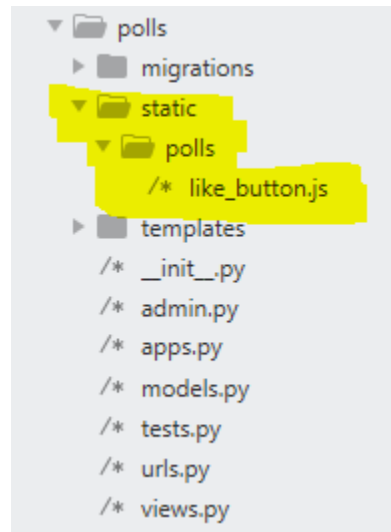 polls
migrations
static
polls
/* like_button.js
templates
/* __init__.py
/* admin.py
/* apps.py
/* models.py
/* tests.py
/* urls.py
/* views.py